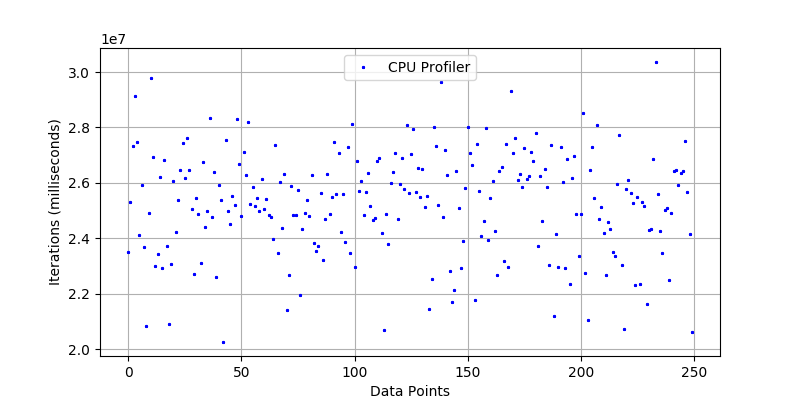 1e7
CPU Profiler
3.0
2.8
2.6
2.4
2.2
2.0
Iterations (milliseconds)
0 50 100 150 200 250
Data Points